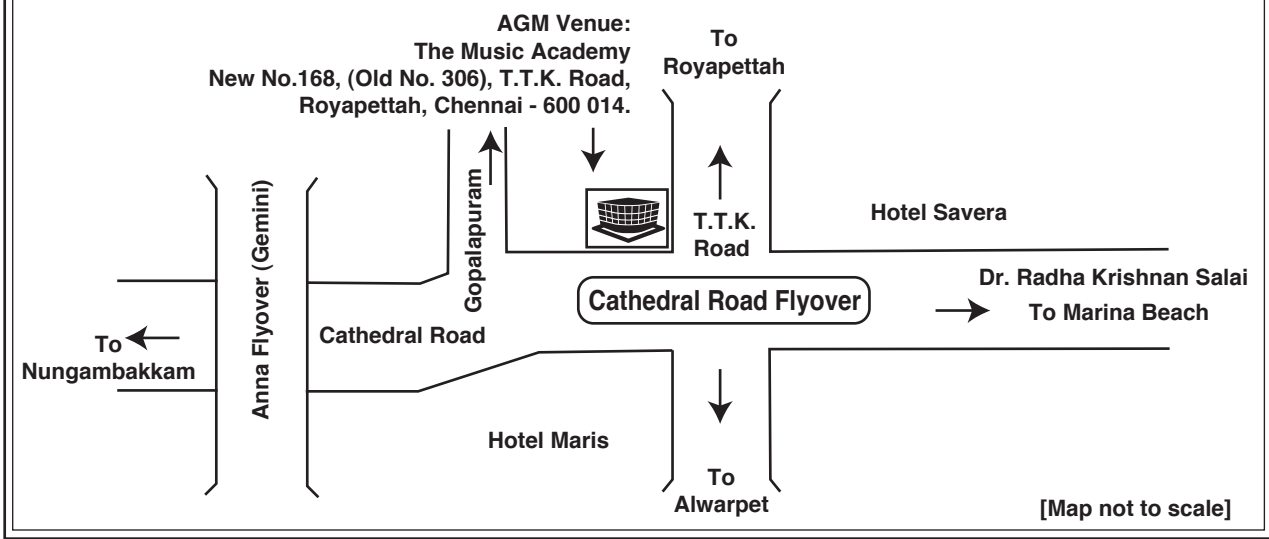 AGM Venue:
The Music Academy
New No.168, (Old No. 306), T.T.K. Road,
Royapettah, Chennai - 600 014.
To
Royapettah
Anna Flyover (Gemini)
Gopalapuram
T.T.K.
Road
Hotel Savera
Cathedral Road Flyover
Dr. Radha Krishnan Salai
To Marina Beach
Cathedral Road
To
Nungambakkam
Hotel Maris
To
Alwarpet
[Map not to scale]